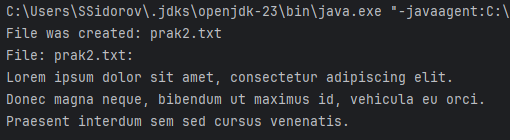 C:\Users\SSidorov\.jdks\openjdk-23\bin\java.exe "-javaagent:C:\
File was created: prak2.txt
File: prak2.txt:
Lorem ipsum dolor sit amet, consectetur adipiscing elit.
Donec magna neque, bibendum ut maximus id, vehicula eu orci.
Praesent interdum sem sed cursus venenatis.